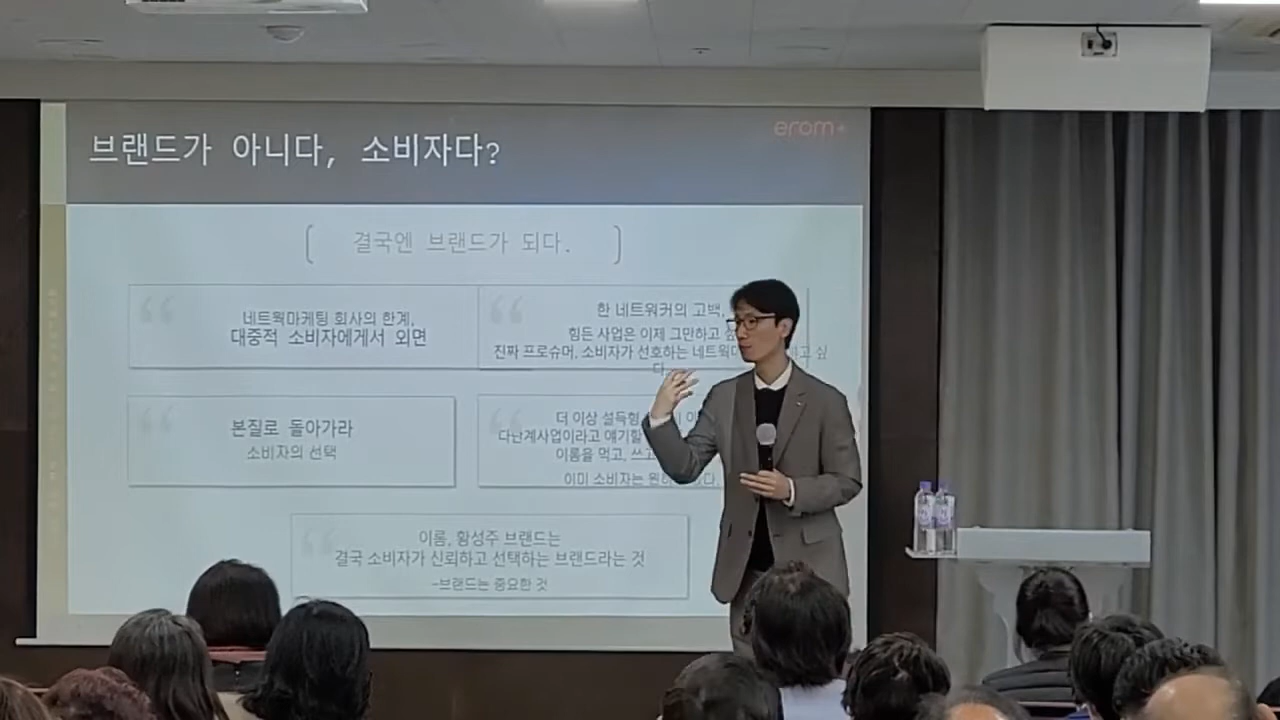 브랜드가 아니다, 소비자다?
erom+
결국엔 브랜드가 되다.
네트웍마케팅 회사의 한계,
대중적 소비자에게서 외면
한 네트워커의 고백,
힘든 사업은 이제 그만하고
진짜 프로슈머, 소비자가 선호하는 네트웍 하고 싶
다
본질로 돌아가라
소비자의 선택
더 이상 설득형
다난계사업이라고 얘기할
이롬을 먹고, 쓰고
이미 소비자는
이롬, 황성주 브랜드는
결국 소비자가 신뢰하고 선택하는 브랜드라는 것
-브랜드는 중요한 것